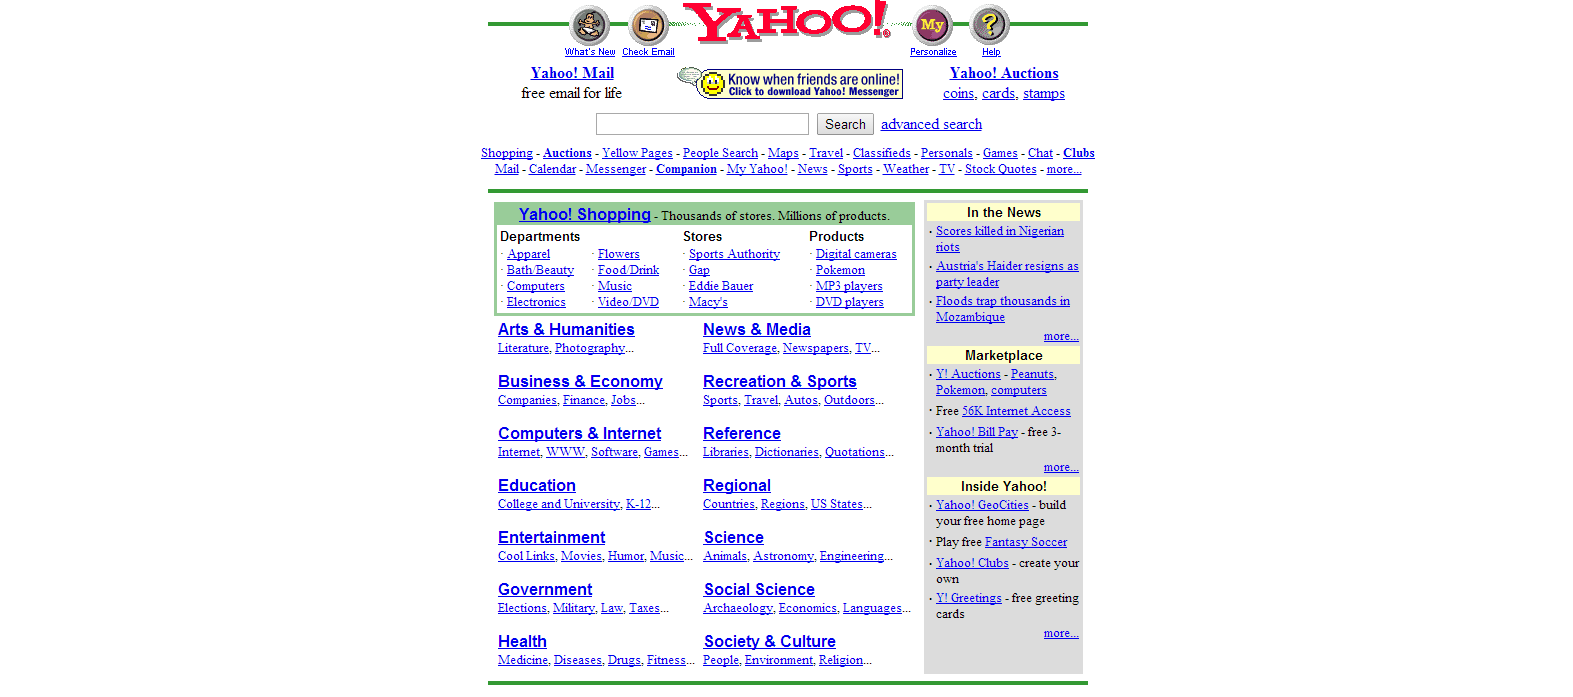 YAHOO!
My
?
What's New Check Email Personalize Help
Yahoo! Mail
free email for life
Know when friends are online!
Click to download Yahoo! Messenger
Yahoo! Auctions
coins, cards, stamps
Search advanced search
Shopping - Auctions - Yellow Pages - People Search - Maps - Travel - Classifieds - Personals - Games - Chat - Clubs
Mail - Calendar - Messenger - Companion - My Yahoo! - News - Sports - Weather - TV - Stock Quotes - more...
Yahoo! Shopping - Thousands of stores. Millions of products.
Departments Stores Products
· Apparel · Flowers · Sports Authority · Digital cameras
· Bath/Beauty · Food/Drink · Gap · Pokemon
· Computers · Music · Eddie Bauer · MP3 players
· Electronics · Video/DVD · Macy's · DVD players
Arts & Humanities
Literature, Photography...
News & Media
Full Coverage, Newspapers, TV...
Business & Economy
Companies, Finance, Jobs...
Recreation & Sports
Sports, Travel, Autos, Outdoors...
Computers & Internet
Internet, WWW, Software, Games...
Reference
Libraries, Dictionaries, Quotations...
Education
College and University, K-12...
Regional
Countries, Regions, US States...
Entertainment
Cool Links, Movies, Humor, Music...
Science
Animals, Astronomy, Engineering...
Government
Elections, Military, Law, Taxes...
Social Science
Archaeology, Economics, Languages...
Health
Medicine, Diseases, Drugs, Fitness...
Society & Culture
People, Environment, Religion...
In the News
· Scores killed in Nigerian
riots
· Austria's Haider resigns as
party leader
· Floods trap thousands in
Mozambique
more...
Marketplace
· Y! Auctions - Peanuts,
Pokemon, computers
· Free 56K Internet Access
· Yahoo! Bill Pay - free 3-
month trial
more...
Inside Yahoo!
· Yahoo! GeoCities - build
your free home page
· Play free Fantasy Soccer
· Yahoo! Clubs - create your
own
· Y! Greetings - free greeting
cards
more...